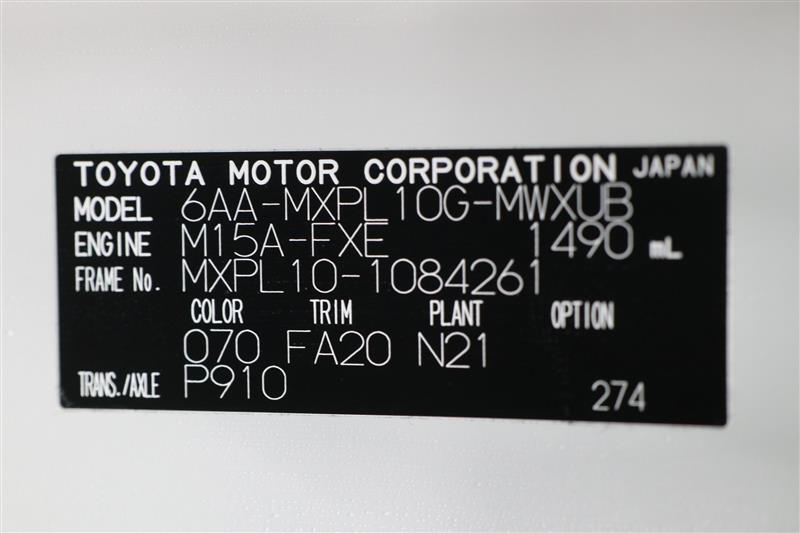 TOYOTA MOTOR CORPORATION JAPAN
MODEL 6AA-MXPL10G-MWXUB
ENGINE M15A-FXE 1490 mL
FRAME No. MXPL10-1084261
COLOR TRIM PLANT OPTION
070 FA20 N21
TRANS./AXLE P910
274